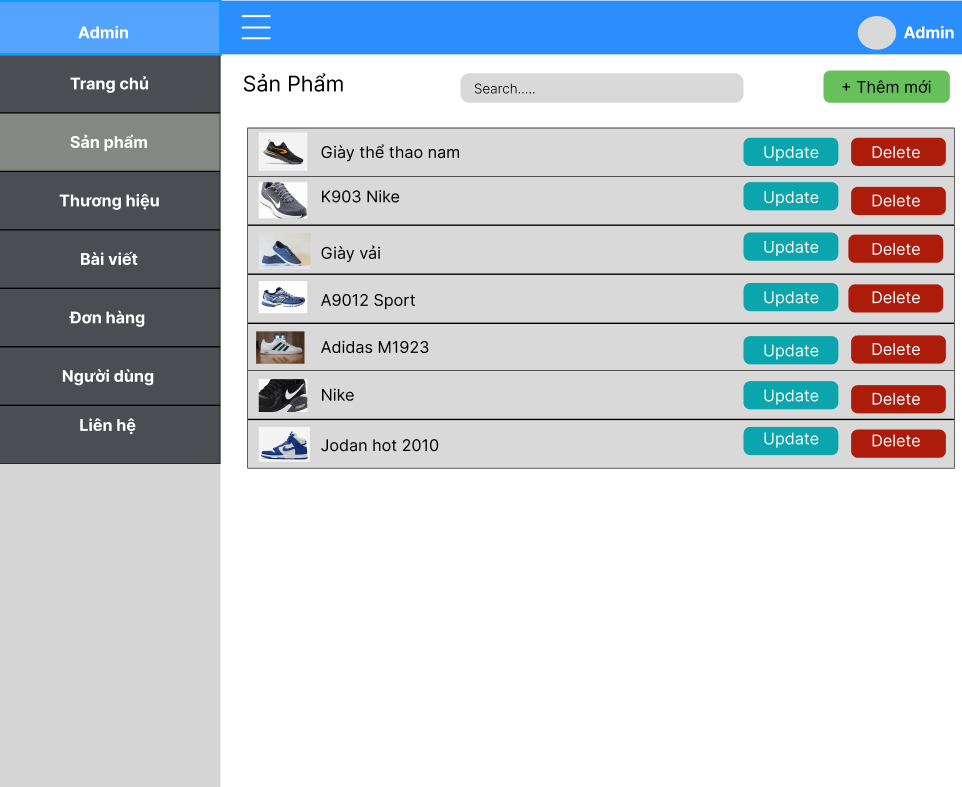 Admin
Admin
Trang chủ
Sản phẩm
Thương hiệu
Bài viết
Đơn hàng
Người dùng
Liên hệ
Sản Phẩm
Search.....
+ Thêm mới
Giày thể thao nam Update Delete
K903 Nike Update Delete
Giày vải Update Delete
A9012 Sport Update Delete
Adidas M1923 Update Delete
Nike Update Delete
Jodan hot 2010 Update Delete